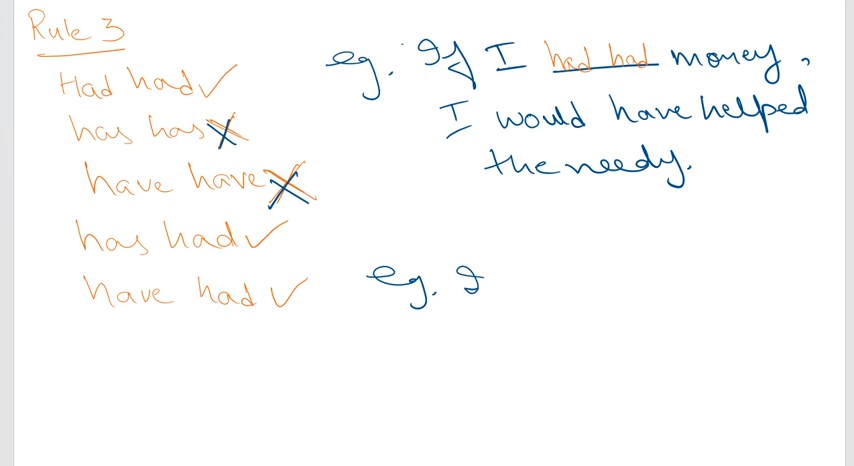 Rule 3
Had had ✓
has has ✗
have have ✗
has had ✓
have had ✓
eg. If I had had money,
I would have helped
the needy.
eg. I